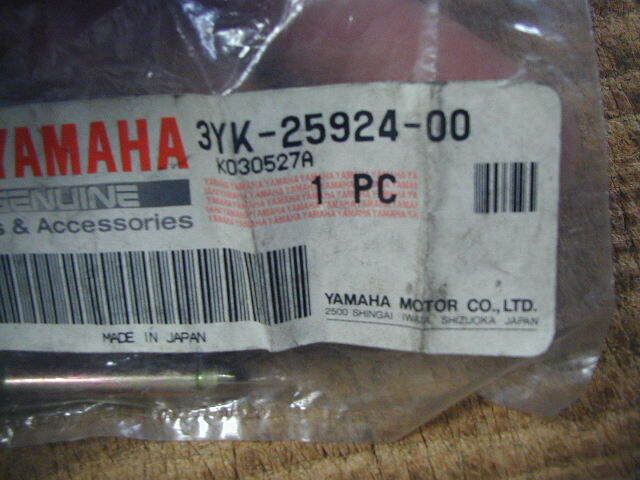 YAMAHA
GENUINE
s & Accessories
3YK-25924-00
K030527A
1 PC
YAMAHA MOTOR CO.,LTD.
2500 SHINGAI IWATA SHIZUOKA JAPAN
MADE IN JAPAN